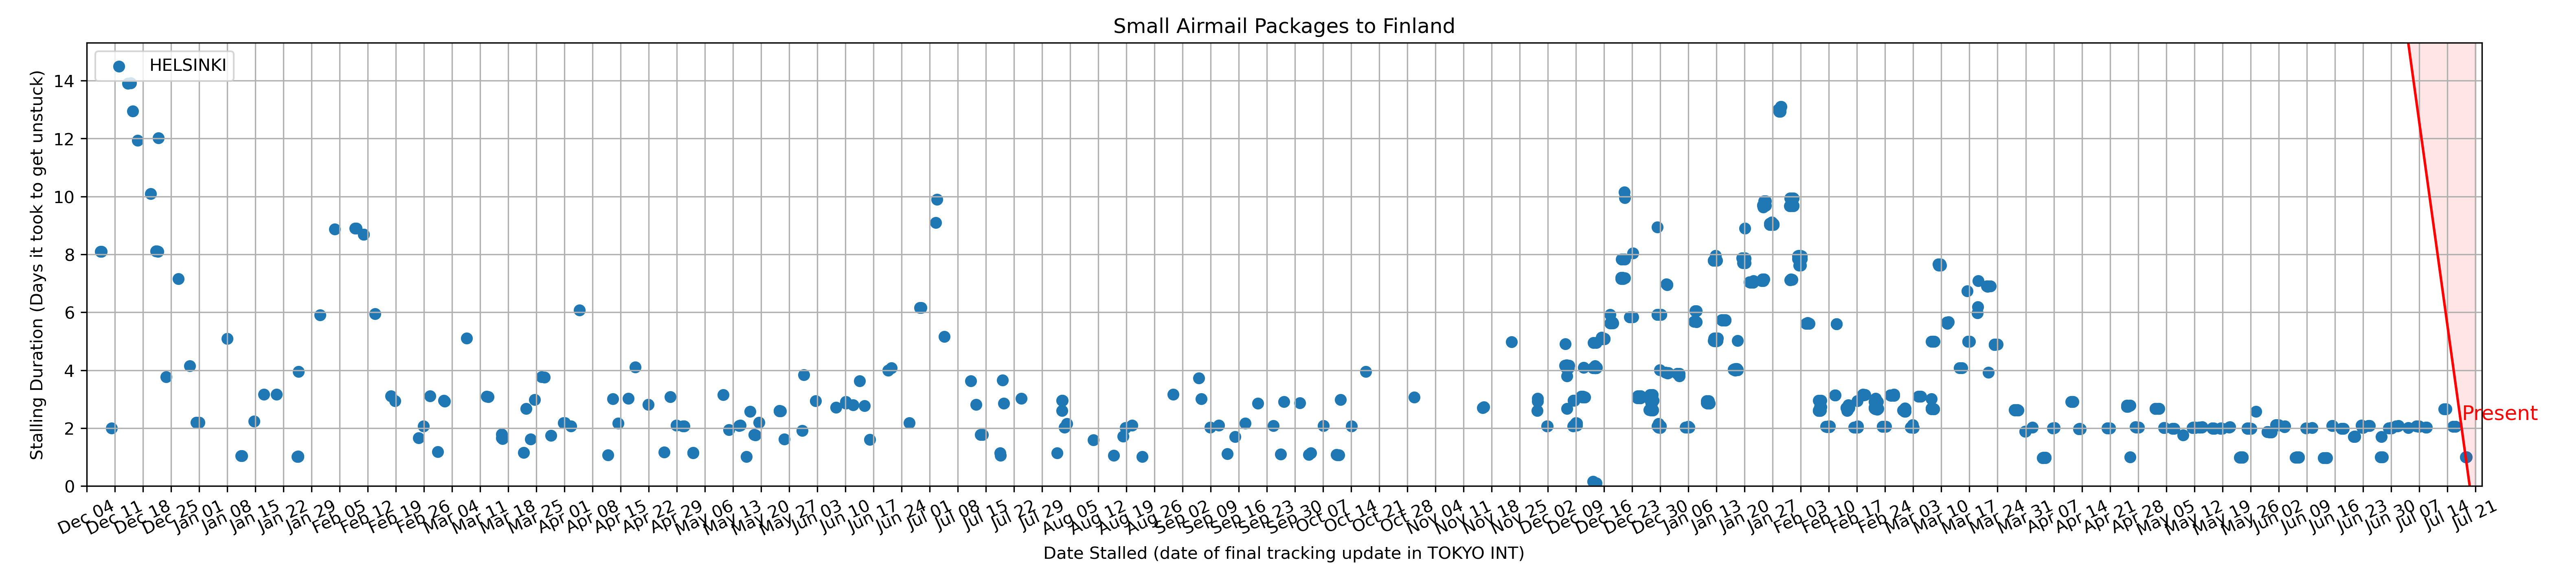 Small Airmail Packages to Finland
HELSINKI
Stalling Duration (Days it took to get unstuck)
14
12
10
8
6
4
2
0
Present
Dec 04 Dec 11 Dec 18 Dec 25 Jan 01 Jan 08 Jan 15 Jan 22 Jan 29 Feb 05 Feb 12 Feb 19 Feb 26 Mar 04 Mar 11 Mar 18 Mar 25 Apr 01 Apr 08 Apr 15 Apr 22 Apr 29 May 06 May 13 May 20 May 27 Jun 03 Jun 10 Jun 17 Jun 24 Jul 01 Jul 08 Jul 15 Jul 22 Jul 29 Aug 05 Aug 12 Aug 19 Aug 26 Sep 02 Sep 09 Sep 16 Sep 23 Sep 30 Oct 07 Oct 14 Oct 21 Oct 28 Nov 04 Nov 11 Nov 18 Nov 25 Dec 02 Dec 09 Dec 16 Dec 23 Dec 30 Jan 06 Jan 13 Jan 20 Jan 27 Feb 03 Feb 10 Feb 17 Feb 24 Mar 03 Mar 10 Mar 17 Mar 24 Mar 31 Apr 07 Apr 14 Apr 21 Apr 28 May 05 May 12 May 19 May 26 Jun 02 Jun 09 Jun 16 Jun 23 Jun 30 Jul 07 Jul 14 Jul 21
Date Stalled (date of final tracking update in TOKYO INT)